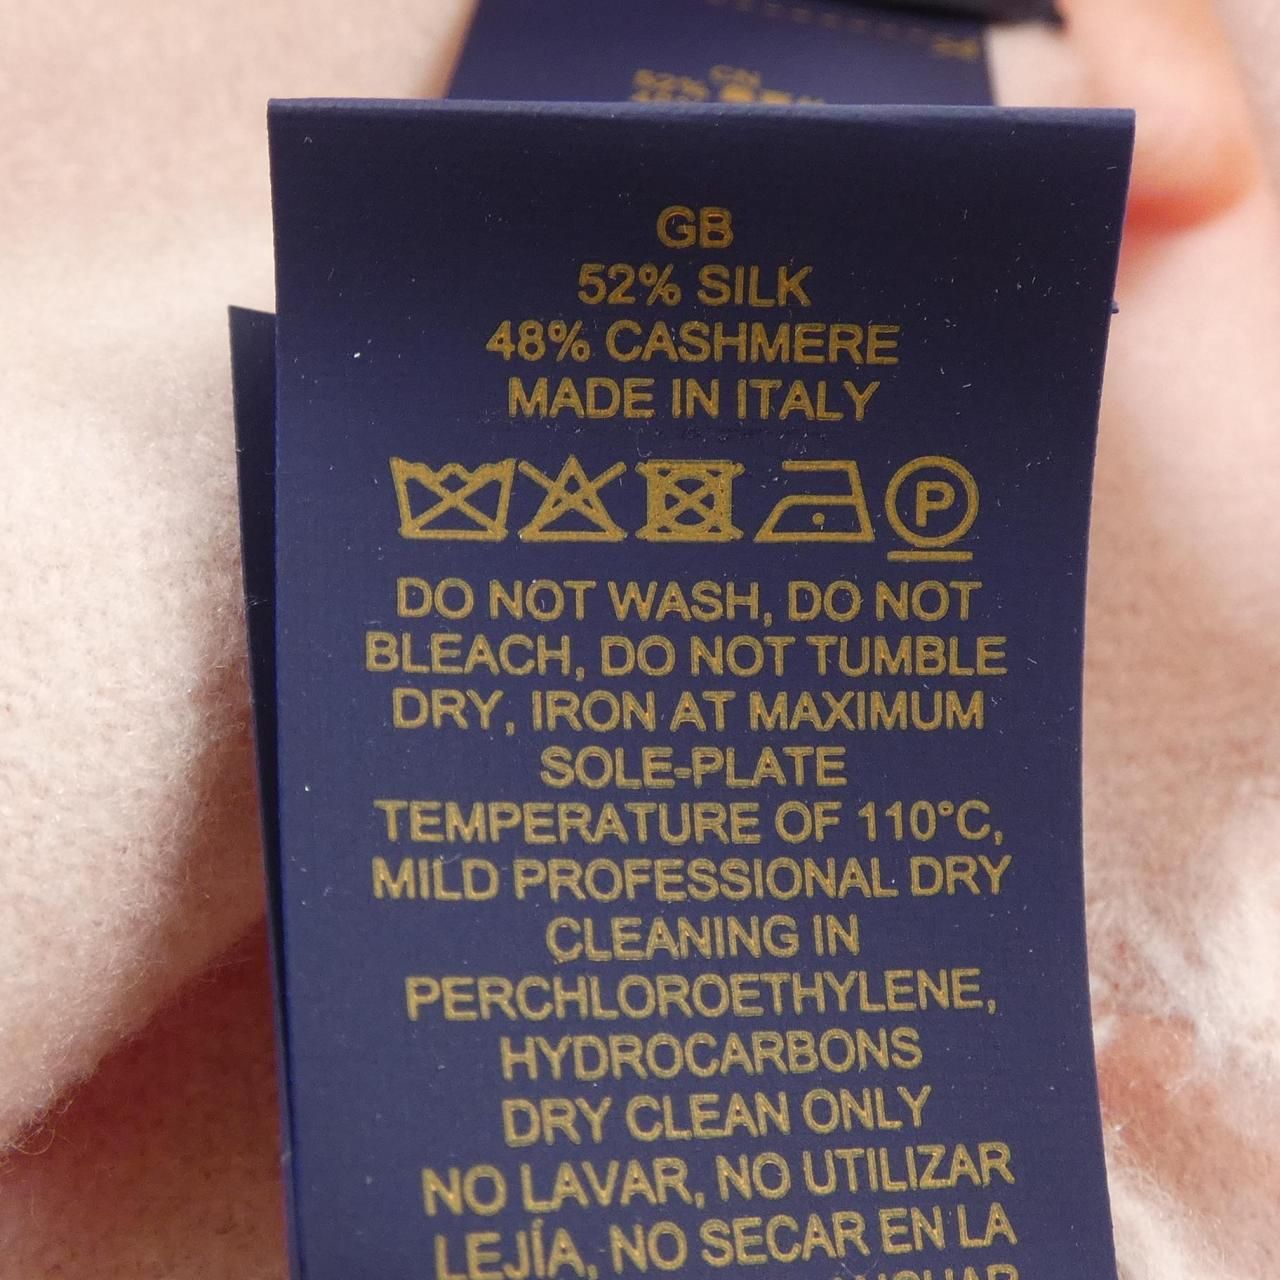 CN
52%
GB
52% SILK
48% CASHMERE
MADE IN ITALY
P
DO NOT WASH, DO NOT
BLEACH, DO NOT TUMBLE
DRY, IRON AT MAXIMUM
SOLE-PLATE
TEMPERATURE OF 110°C,
MILD PROFESSIONAL DRY
CLEANING IN
PERCHLOROETHYLENE,
HYDROCARBONS
DRY CLEAN ONLY
NO LAVAR, NO UTILIZAR
LEJÍA, NO SECAR EN LA